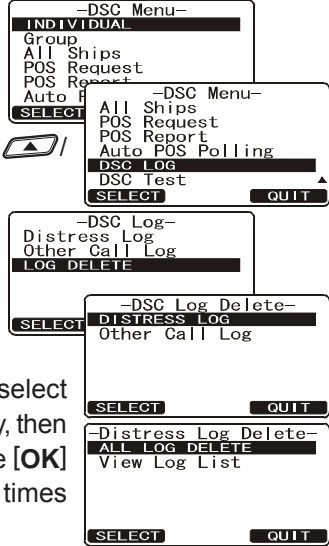 –DSC Menu–
INDIVIDUAL
Group
All Ships
POS Request
POS Report
Auto P
SELECT
–DSC Menu–
All Ships
POS Request
POS Report
Auto POS Polling
DSC LOG
DSC Test
SELECT QUIT
/
–DSC Log–
Distress Log
Other Call Log
LOG DELETE
SELECT
–DSC Log Delete–
DISTRESS LOG
Other Call Log
SELECT QUIT
select
y, then
e [OK]
times
–Distress Log Delete–
ALL LOG DELETE
View Log List
SELECT QUIT